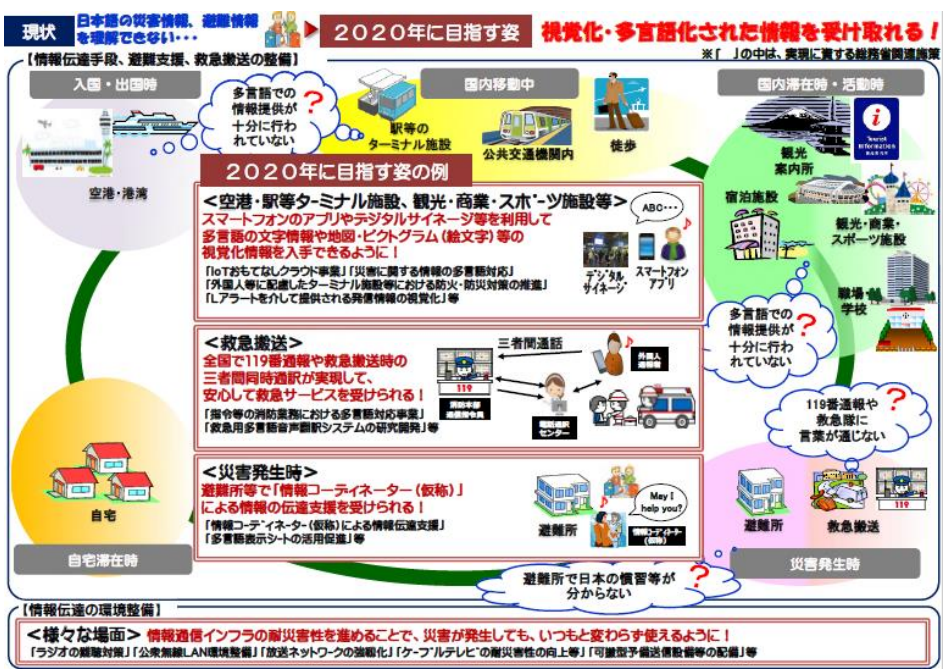 現状
日本語の災害情報、避難情報
を理解できない・・・
2020年に目指す姿
視覚化・多言語化された情報を受け取れる！
※「　」の中は、実現に資する総務省関連施策
【情報伝達手段、避難支援、救急搬送の整備】
入国・出国時
多言語での
情報提供が
十分に行わ
れていない
?
空港・港湾
国内移動中
駅等の
ターミナル施設
公共交通機関内
徒歩
国内滞在時・活動時
i
Tourist
Information
観光
案内所
宿泊施設
観光・商業・
スポーツ施設
職場・
学校
多言語での
情報提供が
十分に行わ
れていない
?
2020年に目指す姿の例
＜空港・駅等ターミナル施設、観光・商業・スポーツ施設等＞
スマートフォンのアプリやデジタルサイネージ等を利用して
多言語の文字情報や地図・ピクトグラム（絵文字）等の
視覚化情報を入手できるように！
「IoTおもてなしクラウド事業」「災害に関する情報の多言語対応」
「外国人等に配慮したターミナル施設等における防火・防災対策の推進」
「Lアラートを介して提供される発信情報の視覚化」等
ABC・・・
デジタル
サイネージ
スマートフォン
アプリ
＜救急搬送＞
全国で119番通報や救急搬送時の
三者間同時通訳が実現して、
安心して救急サービスを受けられる！
「指令等の消防業務における多言語対応事業」
「救急用多言語音声翻訳システムの研究開発」等
三者間通話
119
消防本部
外国人
通報者
電話通訳
センター
119番通報や
救急隊に
言葉が通じない
?
＜災害発生時＞
避難所等で「情報コーディネーター（仮称）」
による情報の伝達支援を受けられる！
「情報コーディネーター（仮称）による情報伝達支援」
「多言語表示シートの活用促進」等
避難所
May I
help you?
情報コーディネーター
（仮称）
避難所
救急搬送
119
災害発生時
自宅
自宅滞在時
避難所で日本の慣習等が
分からない
?
【情報伝達の環境整備】
＜様々な場面＞ 情報通信インフラの耐災害性を進めることで、災害が発生しても、いつもと変わらず使えるように！
「ラジオの難聴対策」「公衆無線LAN環境整備」「放送ネットワークの強靱化」「ケーブルテレビの耐災害性の向上等」「可搬型予備送信設備等の配備」等